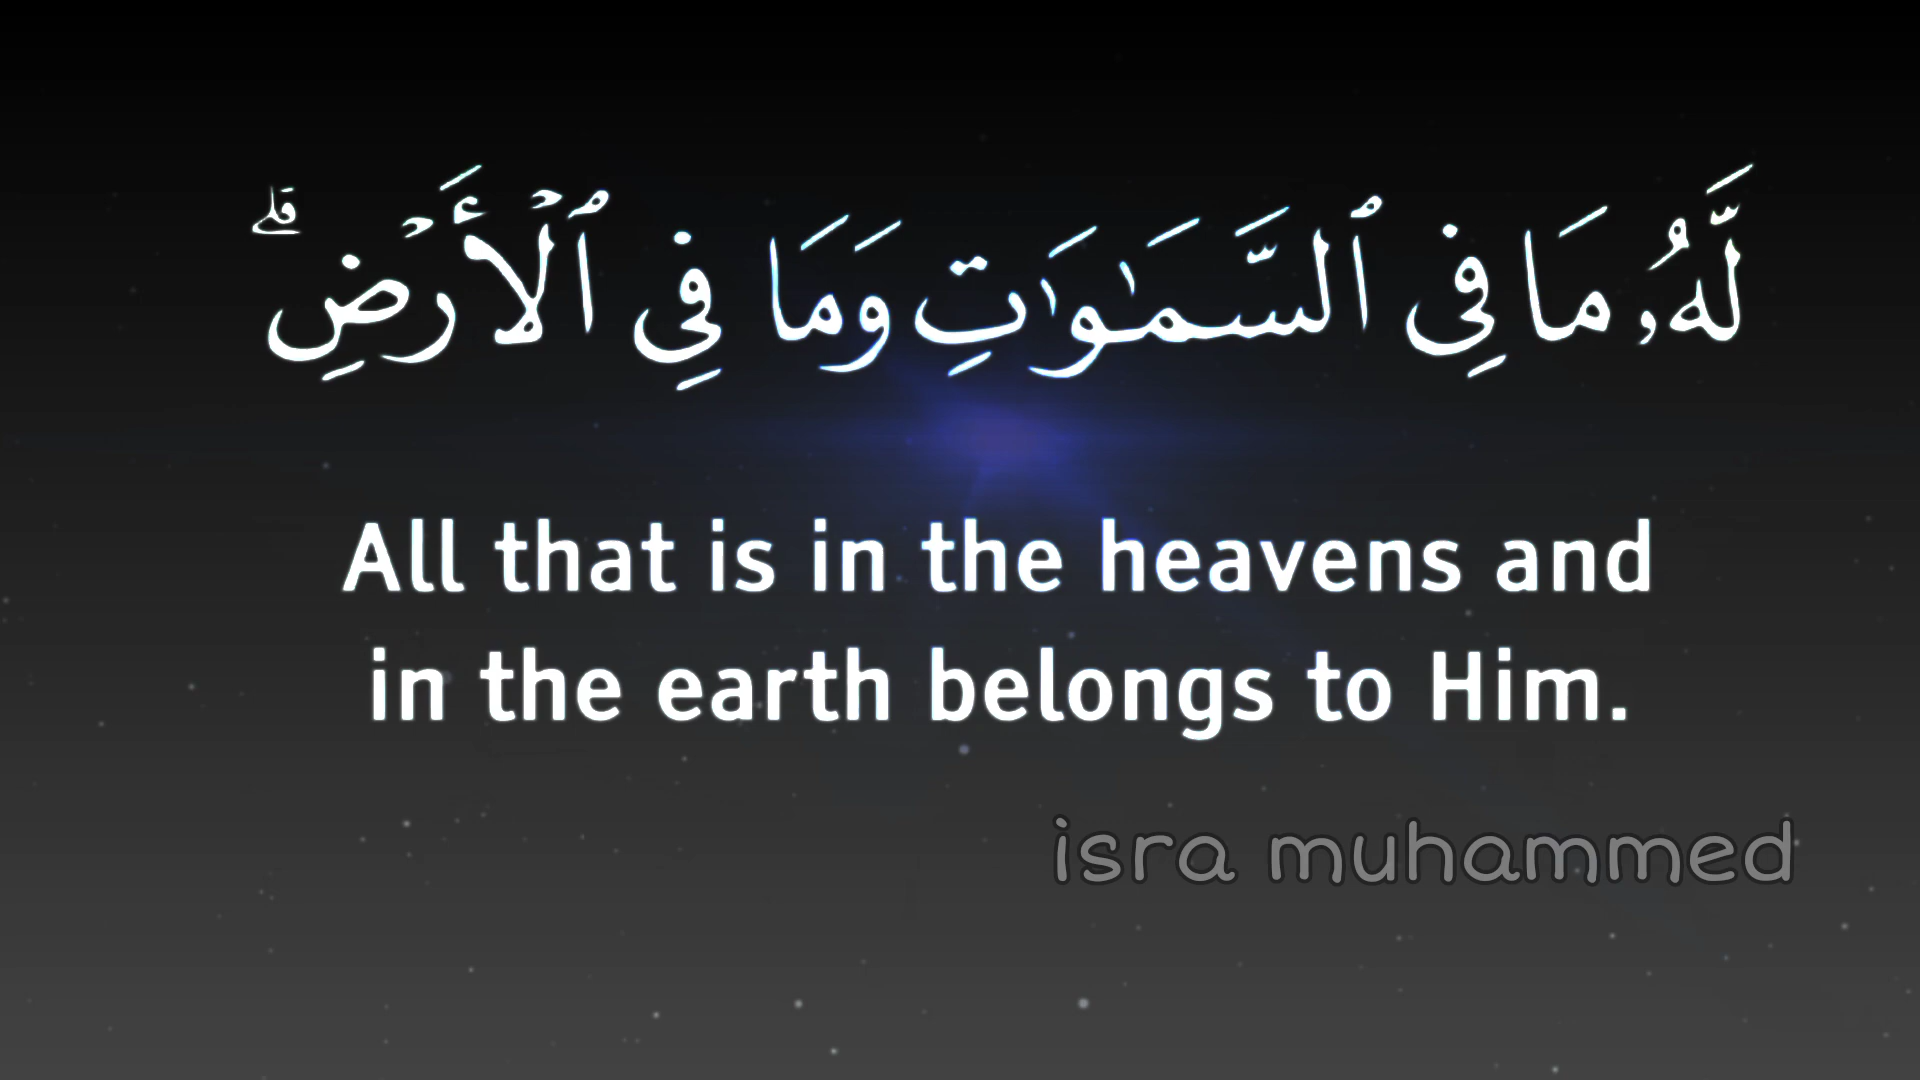 لَّهُۥ مَا فِى ٱلسَّمَـٰوَٰتِ وَمَا فِى ٱلْأَرْضِ ۗ
All that is in the heavens and
in the earth belongs to Him.
isra muhammed